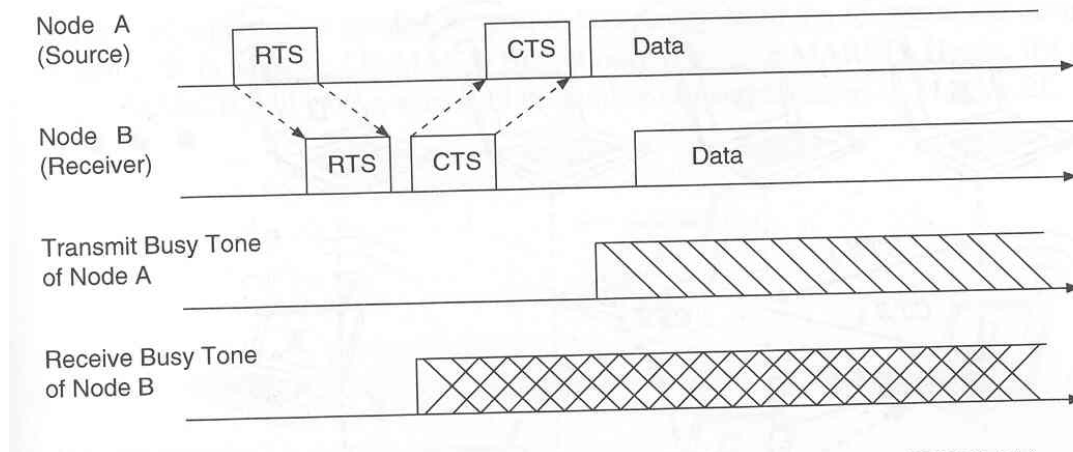 Node A
(Source)
RTS
CTS
Data
Node B
(Receiver)
RTS
CTS
Data
Transmit Busy Tone
of Node A
Receive Busy Tone
of Node B